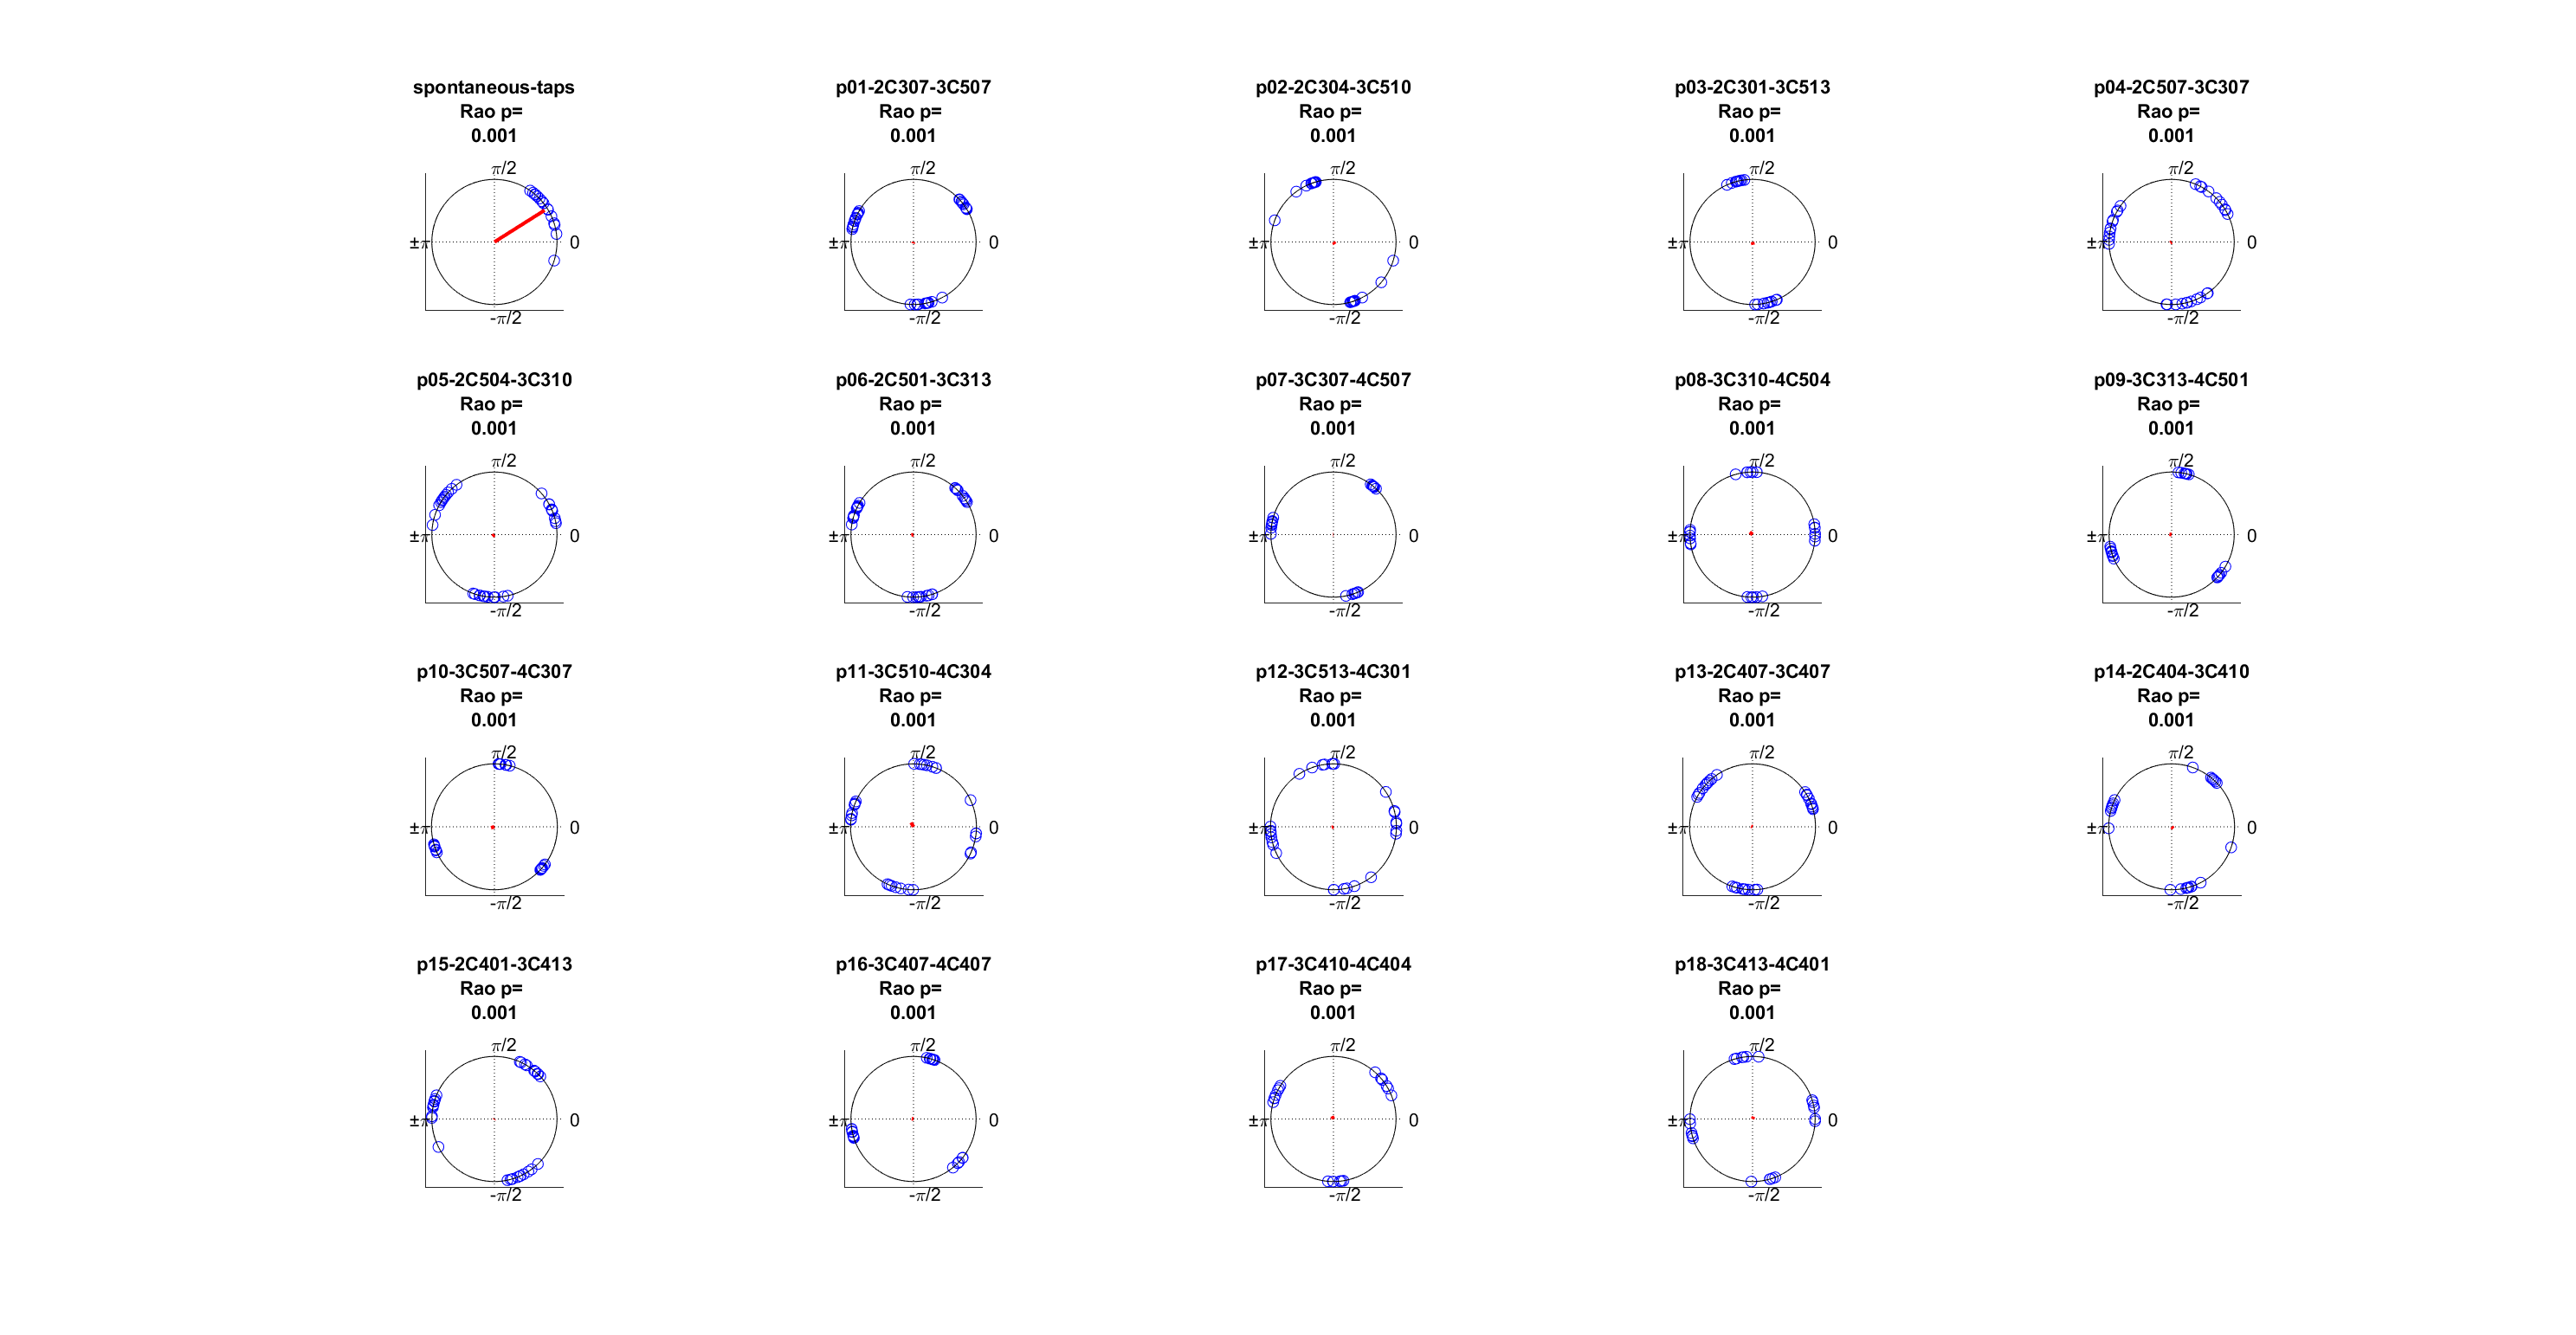 spontaneous-taps
Rao p=
0.001
π/2
±π
0
-π/2
p01-2C307-3C507
Rao p=
0.001
π/2
±π
0
-π/2
p02-2C304-3C510
Rao p=
0.001
π/2
±π
0
-π/2
p03-2C301-3C513
Rao p=
0.001
π/2
±π
0
-π/2
p04-2C507-3C307
Rao p=
0.001
π/2
±π
0
-π/2
p05-2C504-3C310
Rao p=
0.001
π/2
±π
0
-π/2
p06-2C501-3C313
Rao p=
0.001
π/2
±π
0
-π/2
p07-3C307-4C507
Rao p=
0.001
π/2
±π
0
-π/2
p08-3C310-4C504
Rao p=
0.001
π/2
±π
0
-π/2
p09-3C313-4C501
Rao p=
0.001
π/2
±π
0
-π/2
p10-3C507-4C307
Rao p=
0.001
π/2
±π
0
-π/2
p11-3C510-4C304
Rao p=
0.001
π/2
±π
0
-π/2
p12-3C513-4C301
Rao p=
0.001
π/2
±π
0
-π/2
p13-2C407-3C407
Rao p=
0.001
π/2
±π
0
-π/2
p14-2C404-3C410
Rao p=
0.001
π/2
±π
0
-π/2
p15-2C401-3C413
Rao p=
0.001
π/2
±π
0
-π/2
p16-3C407-4C407
Rao p=
0.001
π/2
±π
0
-π/2
p17-3C410-4C404
Rao p=
0.001
π/2
±π
0
-π/2
p18-3C413-4C401
Rao p=
0.001
π/2
±π
0
-π/2